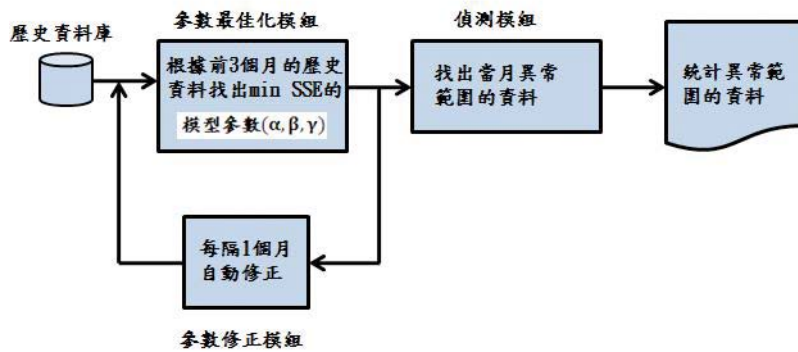 歷史資料庫
參數最佳化模組
根據前3個月的歷史
資料找出min SSE的
模型參數(α,β,γ)
偵測模組
找出當月異常
範圍的資料
統計異常範
圍的資料
每隔1個月
自動修正
參數修正模組